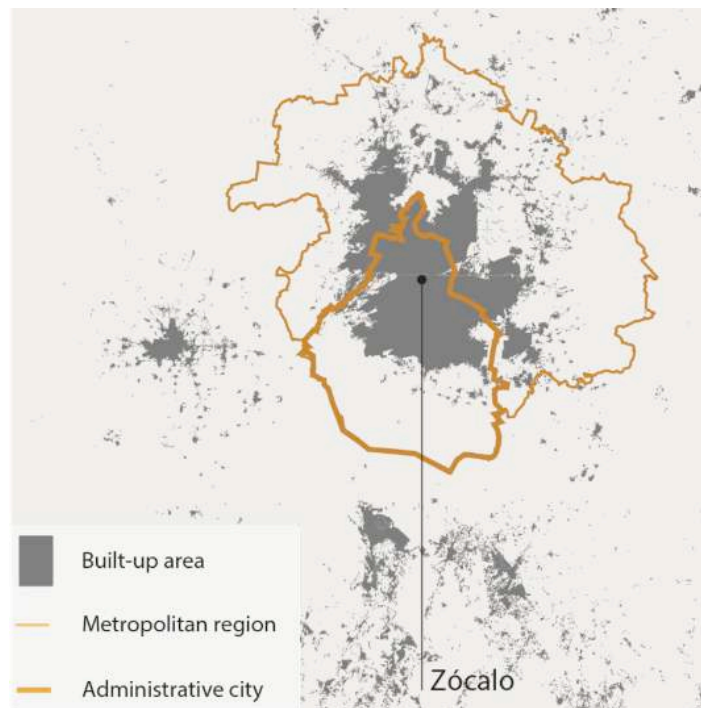 Built-up area
Metropolitan region
Administrative city
Zócalo